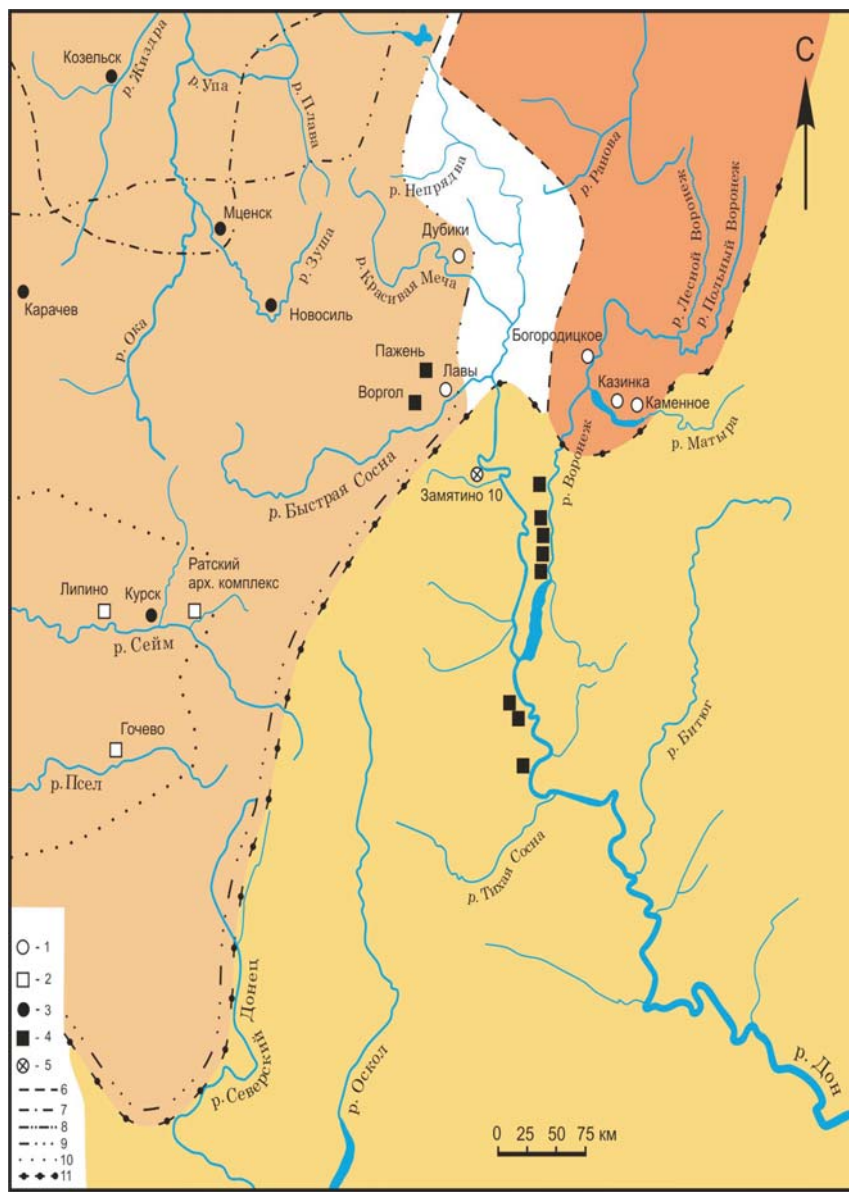 С
Козельск
р. Жиздра
р. Упа
р. Плава
р. Ранова
р. Непрядва
р. Лесной Воронеж
р. Польный Воронеж
Мценск
Дубики
р. Зуша
р. Красивая Меча
Карачев
Новосиль
р. Ока
Богородицкое
Пажень
Лавы
Воргол
Казинка
Каменное
р. Матыра
р. Воронеж
р. Быстрая Сосна
Замятино 10
Липино
Курск
Ратский
арх. комплекс
р. Сейм
Гочево
р. Псел
р. Битюг
р. Тихая Сосна
р. Северский Донец
р. Оскол
р. Дон
- 1
- 2
- 3
- 4
- 5
6
7
8
9
10
11
0 25 50 75 км